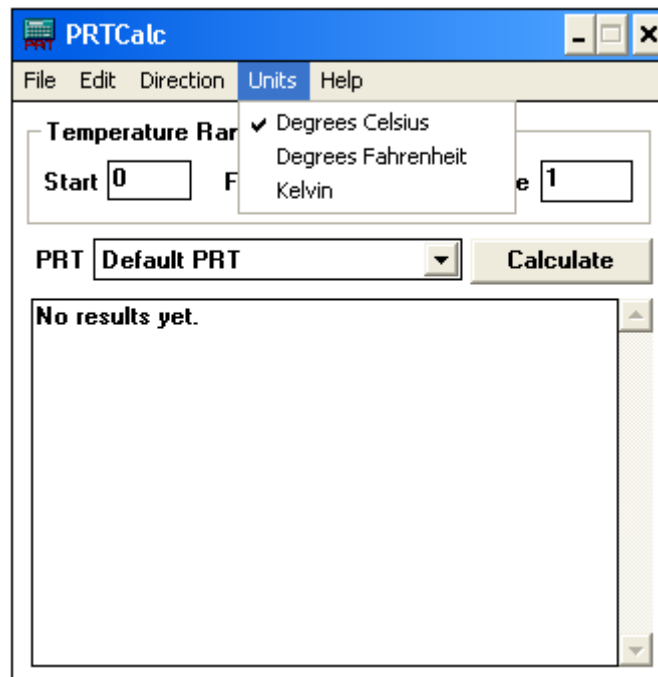 PRT PRTCalc
File Edit Direction Units Help
Temperature Rar
✔ Degrees Celsius
Degrees Fahrenheit
Kelvin
Start 0 F e 1
PRT Default PRT Calculate
No results yet.